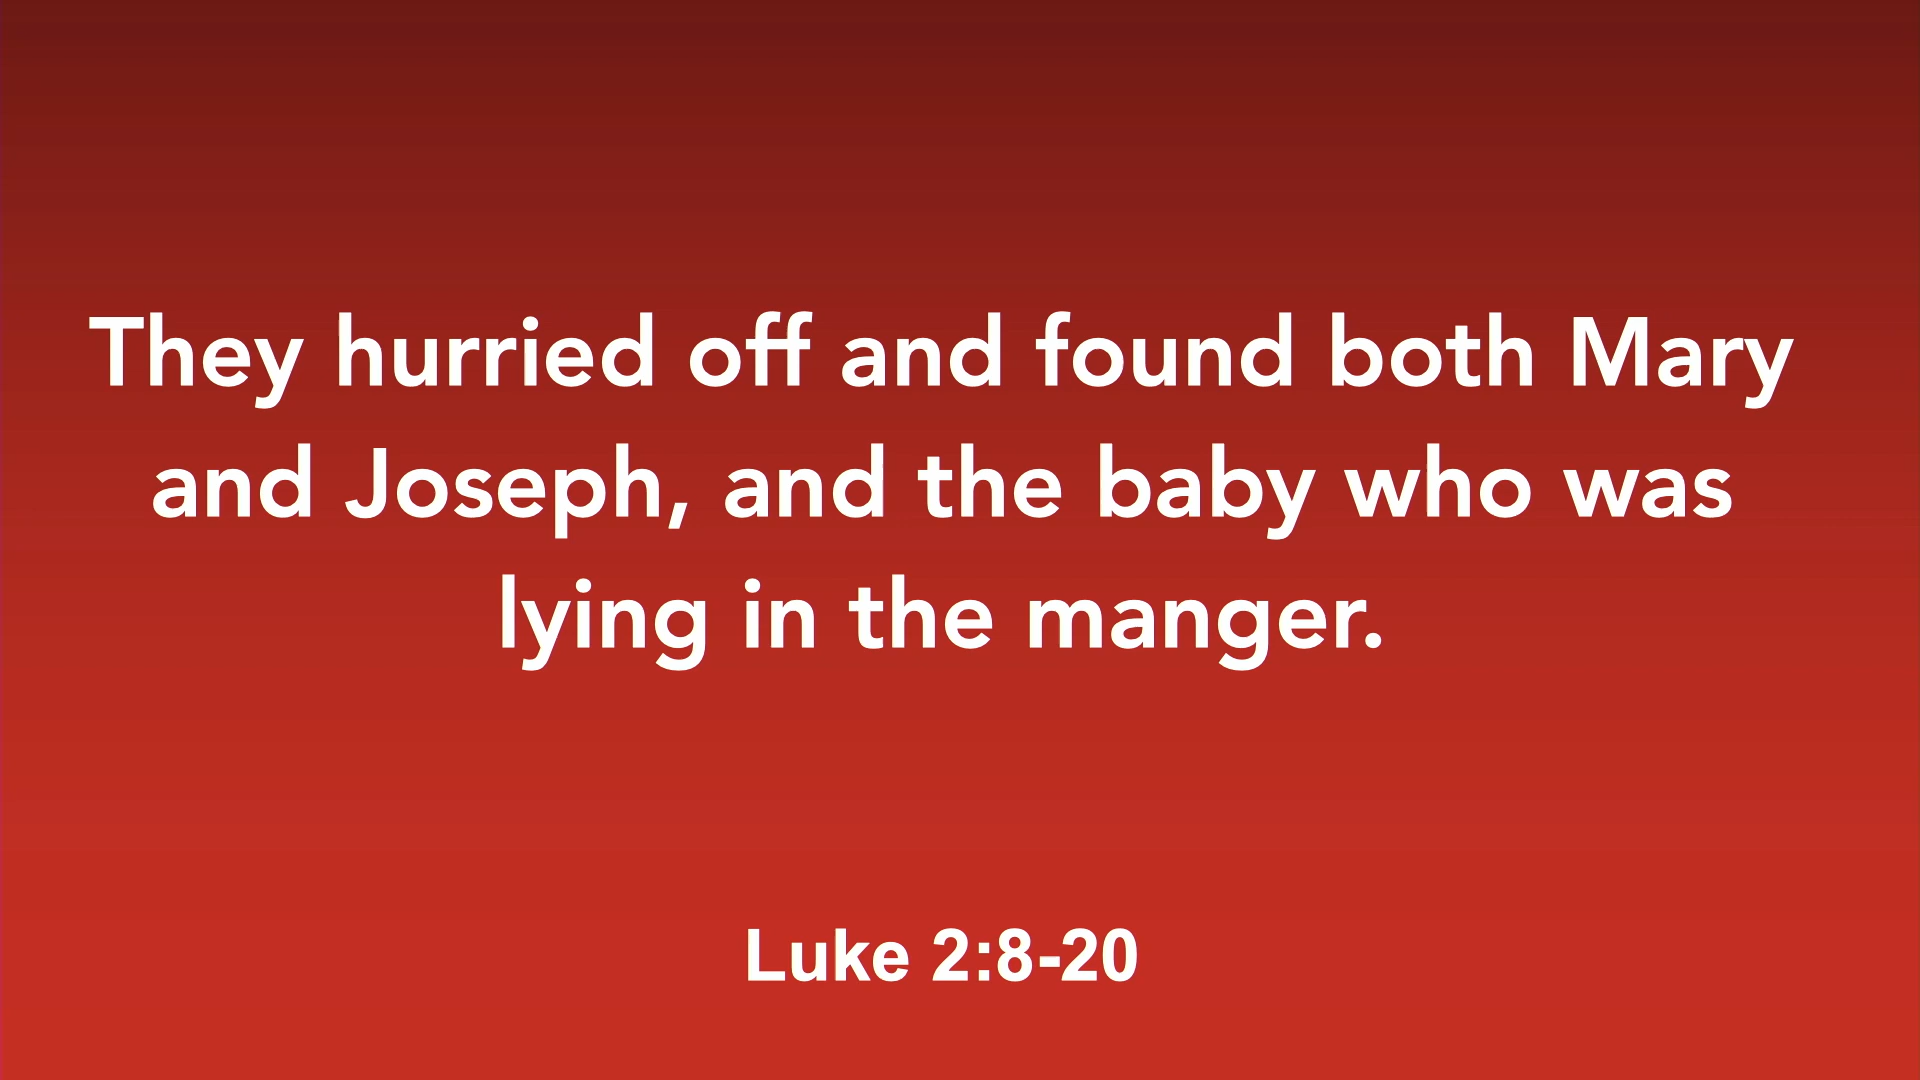 They hurried off and found both Mary
and Joseph, and the baby who was
lying in the manger.
Luke 2:8-20